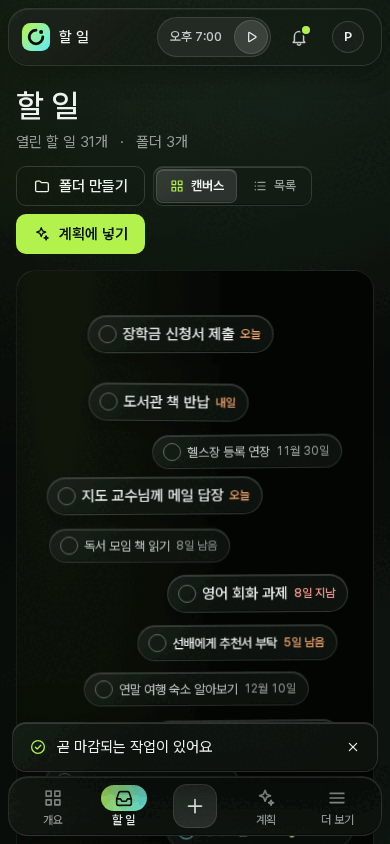 할 일
오후 7:00
P
할 일
열린 할 일 31개 · 폴더 3개
폴더 만들기
캔버스
목록
계획에 넣기
장학금 신청서 제출 오늘
도서관 책 반납 내일
헬스장 등록 연장 11월 30일
지도 교수님께 메일 답장 오늘
독서 모임 책 읽기 8일 남음
영어 회화 과제 8일 지남
선배에게 추천서 부탁 5일 남음
연말 여행 숙소 알아보기 12월 10일
곧 마감되는 작업이 있어요
개요
할 일
계획
더 보기